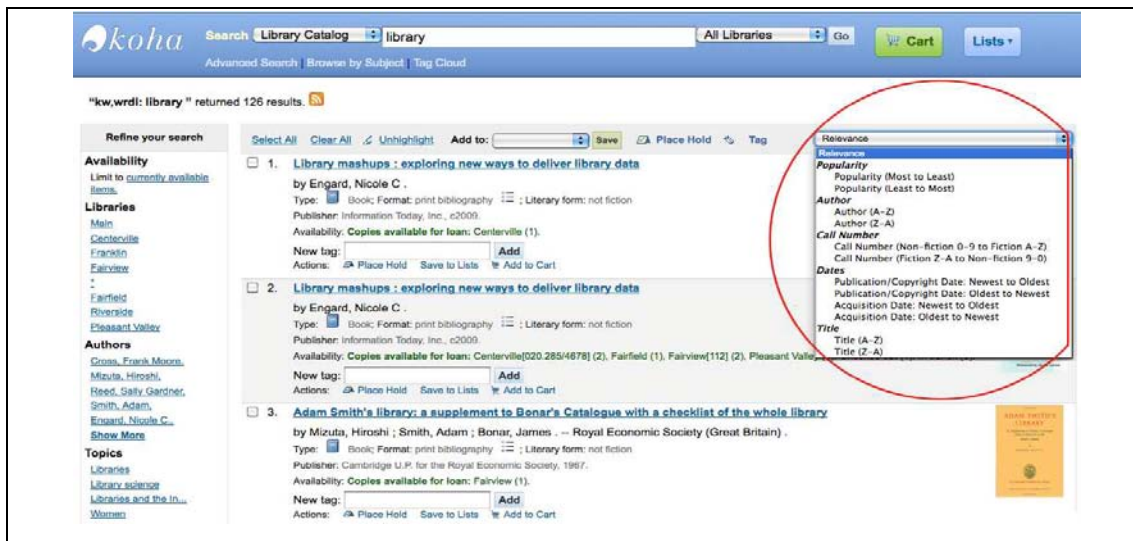 koha Search Library Catalog library All Libraries Go Cart Lists
Advanced Search | Browse by Subject | Tag Cloud
"kw,wrdl: library " returned 126 results.
Refine your search
Availability
Limit to currently available
items.
Libraries
Main
Centerville
Franklin
Fairview
Fairfield
Riverside
Pleasant Valley
Authors
Cross, Frank Moore,
Mizuta, Hiroshi,
Reed, Sally Gardner,
Smith, Adam,
Engard, Nicole C.,
Show More
Topics
Libraries
Library science
Libraries and the In...
Women
Select All Clear All Unhighlight Add to: Save Place Hold Tag
1. Library mashups : exploring new ways to deliver library data
by Engard, Nicole C .
Type: Book; Format: print bibliography ; Literary form: not fiction
Publisher: Information Today, Inc., c2009.
Availability: Copies available for loan: Centerville (1).
New tag: Add
Actions: Place Hold Save to Lists Add to Cart
2. Library mashups : exploring new ways to deliver library data
by Engard, Nicole C .
Type: Book; Format: print bibliography ; Literary form: not fiction
Publisher: Information Today, Inc., c2009.
Availability: Copies available for loan: Centerville[020.285/4678] (2), Fairfield (1), Fairview[112] (2), Pleasant Valley
New tag: Add
Actions: Place Hold Save to Lists Add to Cart
3. Adam Smith's library: a supplement to Bonar's Catalogue with a checklist of the whole library
by Mizuta, Hiroshi ; Smith, Adam ; Bonar, James . -- Royal Economic Society (Great Britain) .
Type: Book; Format: print bibliography ; Literary form: not fiction
Publisher: Cambridge U.P. for the Royal Economic Society, 1967.
Availability: Copies available for loan: Fairview (1).
New tag: Add
Actions: Place Hold Save to Lists Add to Cart
Relevance
Relevance
Popularity
Popularity (Most to Least)
Popularity (Least to Most)
Author
Author (A-Z)
Author (Z-A)
Call Number
Call Number (Non-fiction 0-9 to Fiction A-Z)
Call Number (Fiction Z-A to Non-fiction 9-0)
Dates
Publication/Copyright Date: Newest to Oldest
Publication/Copyright Date: Oldest to Newest
Acquisition Date: Newest to Oldest
Acquisition Date: Oldest to Newest
Title
Title (A-Z)
Title (Z-A)
ADAM SMITH'S
LIBRARY